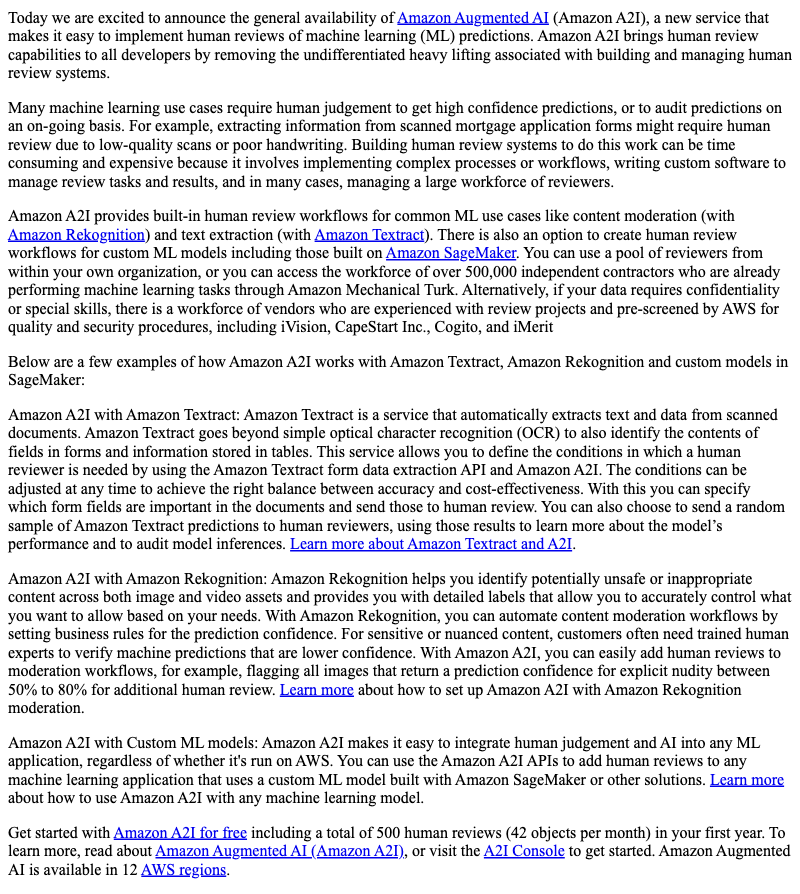 Today we are excited to announce the general availability of Amazon Augmented AI (Amazon A2I), a new service that
makes it easy to implement human reviews of machine learning (ML) predictions. Amazon A2I brings human review
capabilities to all developers by removing the undifferentiated heavy lifting associated with building and managing human
review systems.
Many machine learning use cases require human judgement to get high confidence predictions, or to audit predictions on
an on-going basis. For example, extracting information from scanned mortgage application forms might require human
review due to low-quality scans or poor handwriting. Building human review systems to do this work can be time
consuming and expensive because it involves implementing complex processes or workflows, writing custom software to
manage review tasks and results, and in many cases, managing a large workforce of reviewers.
Amazon A2I provides built-in human review workflows for common ML use cases like content moderation (with
Amazon Rekognition) and text extraction (with Amazon Textract). There is also an option to create human review
workflows for custom ML models including those built on Amazon SageMaker. You can use a pool of reviewers from
within your own organization, or you can access the workforce of over 500,000 independent contractors who are already
performing machine learning tasks through Amazon Mechanical Turk. Alternatively, if your data requires confidentiality
or special skills, there is a workforce of vendors who are experienced with review projects and pre-screened by AWS for
quality and security procedures, including iVision, CapeStart Inc., Cogito, and iMerit
Below are a few examples of how Amazon A2I works with Amazon Textract, Amazon Rekognition and custom models in
SageMaker:
Amazon A2I with Amazon Textract: Amazon Textract is a service that automatically extracts text and data from scanned
documents. Amazon Textract goes beyond simple optical character recognition (OCR) to also identify the contents of
fields in forms and information stored in tables. This service allows you to define the conditions in which a human
reviewer is needed by using the Amazon Textract form data extraction API and Amazon A2I. The conditions can be
adjusted at any time to achieve the right balance between accuracy and cost-effectiveness. With this you can specify
which form fields are important in the documents and send those to human review. You can also choose to send a random
sample of Amazon Textract predictions to human reviewers, using those results to learn more about the model’s
performance and to audit model inferences. Learn more about Amazon Textract and A2I.
Amazon A2I with Amazon Rekognition: Amazon Rekognition helps you identify potentially unsafe or inappropriate
content across both image and video assets and provides you with detailed labels that allow you to accurately control what
you want to allow based on your needs. With Amazon Rekognition, you can automate content moderation workflows by
setting business rules for the prediction confidence. For sensitive or nuanced content, customers often need trained human
experts to verify machine predictions that are lower confidence. With Amazon A2I, you can easily add human reviews to
moderation workflows, for example, flagging all images that return a prediction confidence for explicit nudity between
50% to 80% for additional human review. Learn more about how to set up Amazon A2I with Amazon Rekognition
moderation.
Amazon A2I with Custom ML models: Amazon A2I makes it easy to integrate human judgement and AI into any ML
application, regardless of whether it's run on AWS. You can use the Amazon A2I APIs to add human reviews to any
machine learning application that uses a custom ML model built with Amazon SageMaker or other solutions. Learn more
about how to use Amazon A2I with any machine learning model.
Get started with Amazon A2I for free including a total of 500 human reviews (42 objects per month) in your first year. To
learn more, read about Amazon Augmented AI (Amazon A2I), or visit the A2I Console to get started. Amazon Augmented
AI is available in 12 AWS regions.